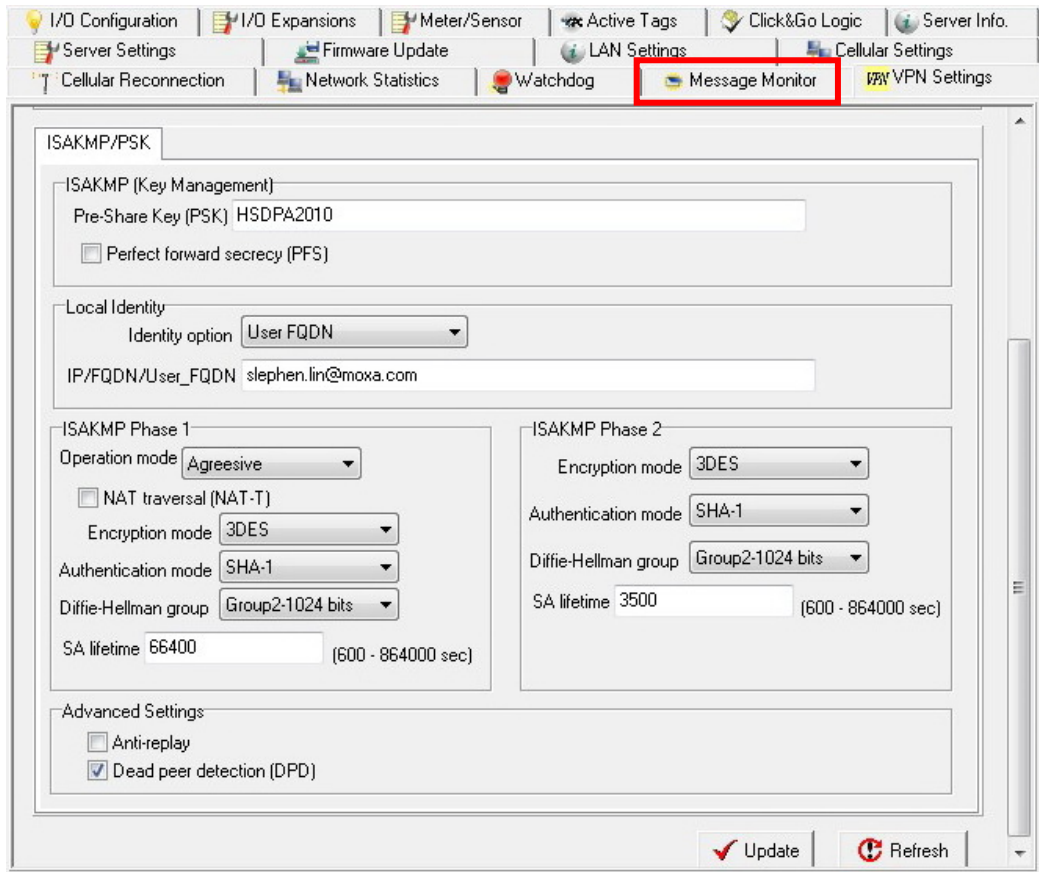 I/O Configuration I/O Expansions Meter/Sensor Active Tags Click&Go Logic Server Info.
Server Settings Firmware Update LAN Settings Cellular Settings
Cellular Reconnection Network Statistics Watchdog Message Monitor VPN VPN Settings
ISAKMP/PSK
ISAKMP (Key Management)
Pre-Share Key (PSK) HSDPA2010
Perfect forward secrecy (PFS)
Local Identity
Identity option User FQDN
IP/FQDN/User_FQDN slephen.lin@moxa.com
ISAKMP Phase 1
Operation mode Agreesive
NAT traversal (NAT-T)
Encryption mode 3DES
Authentication mode SHA-1
Diffie-Hellman group Group2-1024 bits
SA lifetime 66400 (600 - 864000 sec)
ISAKMP Phase 2
Encryption mode 3DES
Authentication mode SHA-1
Diffie-Hellman group Group2-1024 bits
SA lifetime 3500 (600 - 864000 sec)
Advanced Settings
Anti-replay
Dead peer detection (DPD)
Update Refresh